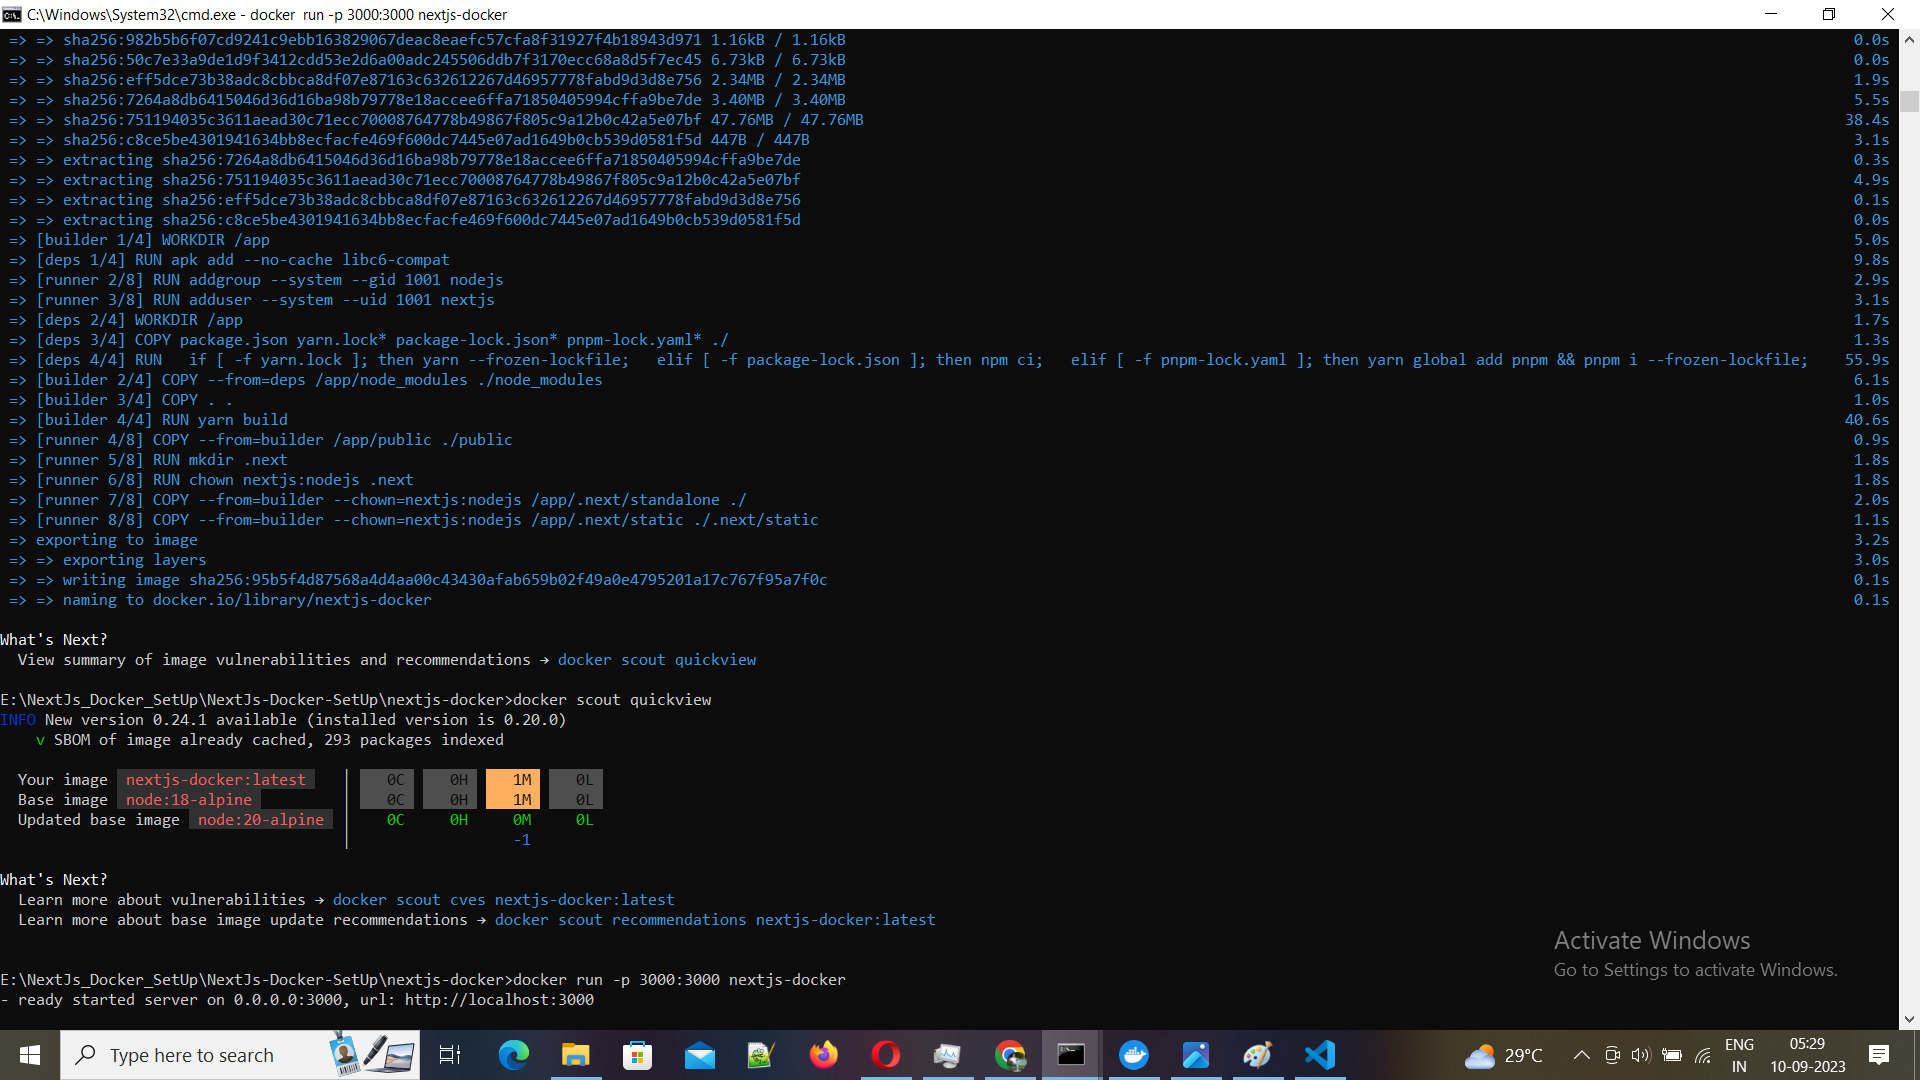 C:\Windows\System32\cmd.exe - docker  run -p 3000:3000 nextjs-docker
=> => sha256:982b5b6f07cd9241c9ebb163829067deac8eaefc57cfa8f31927f4b18943d971 1.16kB / 1.16kB 0.0s
=> => sha256:50c7e33a9de1d9f3412cdd53e2d6a00adc245506ddb7f3170ecc68a8d5f7ec45 6.73kB / 6.73kB 0.0s
=> => sha256:eff5dce73b38adc8cbbca8df07e87163c632612267d46957778fabd9d3d8e756 2.34MB / 2.34MB 1.9s
=> => sha256:7264a8db6415046d36d16ba98b79778e18accee6ffa71850405994cffa9be7de 3.40MB / 3.40MB 5.5s
=> => sha256:751194035c3611aead30c71ecc70008764778b49867f805c9a12b0c42a5e07bf 47.76MB / 47.76MB 38.4s
=> => sha256:c8ce5be4301941634bb8ecfacfe469f600dc7445e07ad1649b0cb539d0581f5d 447B / 447B 3.1s
=> => extracting sha256:7264a8db6415046d36d16ba98b79778e18accee6ffa71850405994cffa9be7de 0.3s
=> => extracting sha256:751194035c3611aead30c71ecc70008764778b49867f805c9a12b0c42a5e07bf 4.9s
=> => extracting sha256:eff5dce73b38adc8cbbca8df07e87163c632612267d46957778fabd9d3d8e756 0.1s
=> => extracting sha256:c8ce5be4301941634bb8ecfacfe469f600dc7445e07ad1649b0cb539d0581f5d 0.0s
=> [builder 1/4] WORKDIR /app 5.0s
=> [deps 1/4] RUN apk add --no-cache libc6-compat 9.8s
=> [runner 2/8] RUN addgroup --system --gid 1001 nodejs 2.9s
=> [runner 3/8] RUN adduser --system --uid 1001 nextjs 3.1s
=> [deps 2/4] WORKDIR /app 1.7s
=> [deps 3/4] COPY package.json yarn.lock* package-lock.json* pnpm-lock.yaml* ./ 1.3s
=> [deps 4/4] RUN   if [ -f yarn.lock ]; then yarn --frozen-lockfile;   elif [ -f package-lock.json ]; then npm ci;   elif [ -f pnpm-lock.yaml ]; then yarn global add pnpm && pnpm i --frozen-lockfile; 55.9s
=> [builder 2/4] COPY --from=deps /app/node_modules ./node_modules 6.1s
=> [builder 3/4] COPY . . 1.0s
=> [builder 4/4] RUN yarn build 40.6s
=> [runner 4/8] COPY --from=builder /app/public ./public 0.9s
=> [runner 5/8] RUN mkdir .next 1.8s
=> [runner 6/8] RUN chown nextjs:nodejs .next 1.8s
=> [runner 7/8] COPY --from=builder --chown=nextjs:nodejs /app/.next/standalone ./ 2.0s
=> [runner 8/8] COPY --from=builder --chown=nextjs:nodejs /app/.next/static ./.next/static 1.1s
=> exporting to image 3.2s
=> => exporting layers 3.0s
=> => writing image sha256:95b5f4d87568a4d4aa00c43430afab659b02f49a0e4795201a17c767f95a7f0c 0.1s
=> => naming to docker.io/library/nextjs-docker 0.1s
What's Next?
View summary of image vulnerabilities and recommendations → docker scout quickview
E:\NextJs_Docker_SetUp\NextJs-Docker-SetUp\nextjs-docker>docker scout quickview
INFO New version 0.24.1 available (installed version is 0.20.0)
v SBOM of image already cached, 293 packages indexed
Your image nextjs-docker:latest │ 0C 0H 1M 0L
Base image node:18-alpine │ 0C 0H 1M 0L
Updated base image node:20-alpine │ 0C 0H 0M 0L
│ -1
What's Next?
Learn more about vulnerabilities → docker scout cves nextjs-docker:latest
Learn more about base image update recommendations → docker scout recommendations nextjs-docker:latest
E:\NextJs_Docker_SetUp\NextJs-Docker-SetUp\nextjs-docker>docker run -p 3000:3000 nextjs-docker
- ready started server on 0.0.0.0:3000, url: http://localhost:3000
Activate Windows
Go to Settings to activate Windows.
Type here to search
29°C
ENG
IN
05:29
10-09-2023